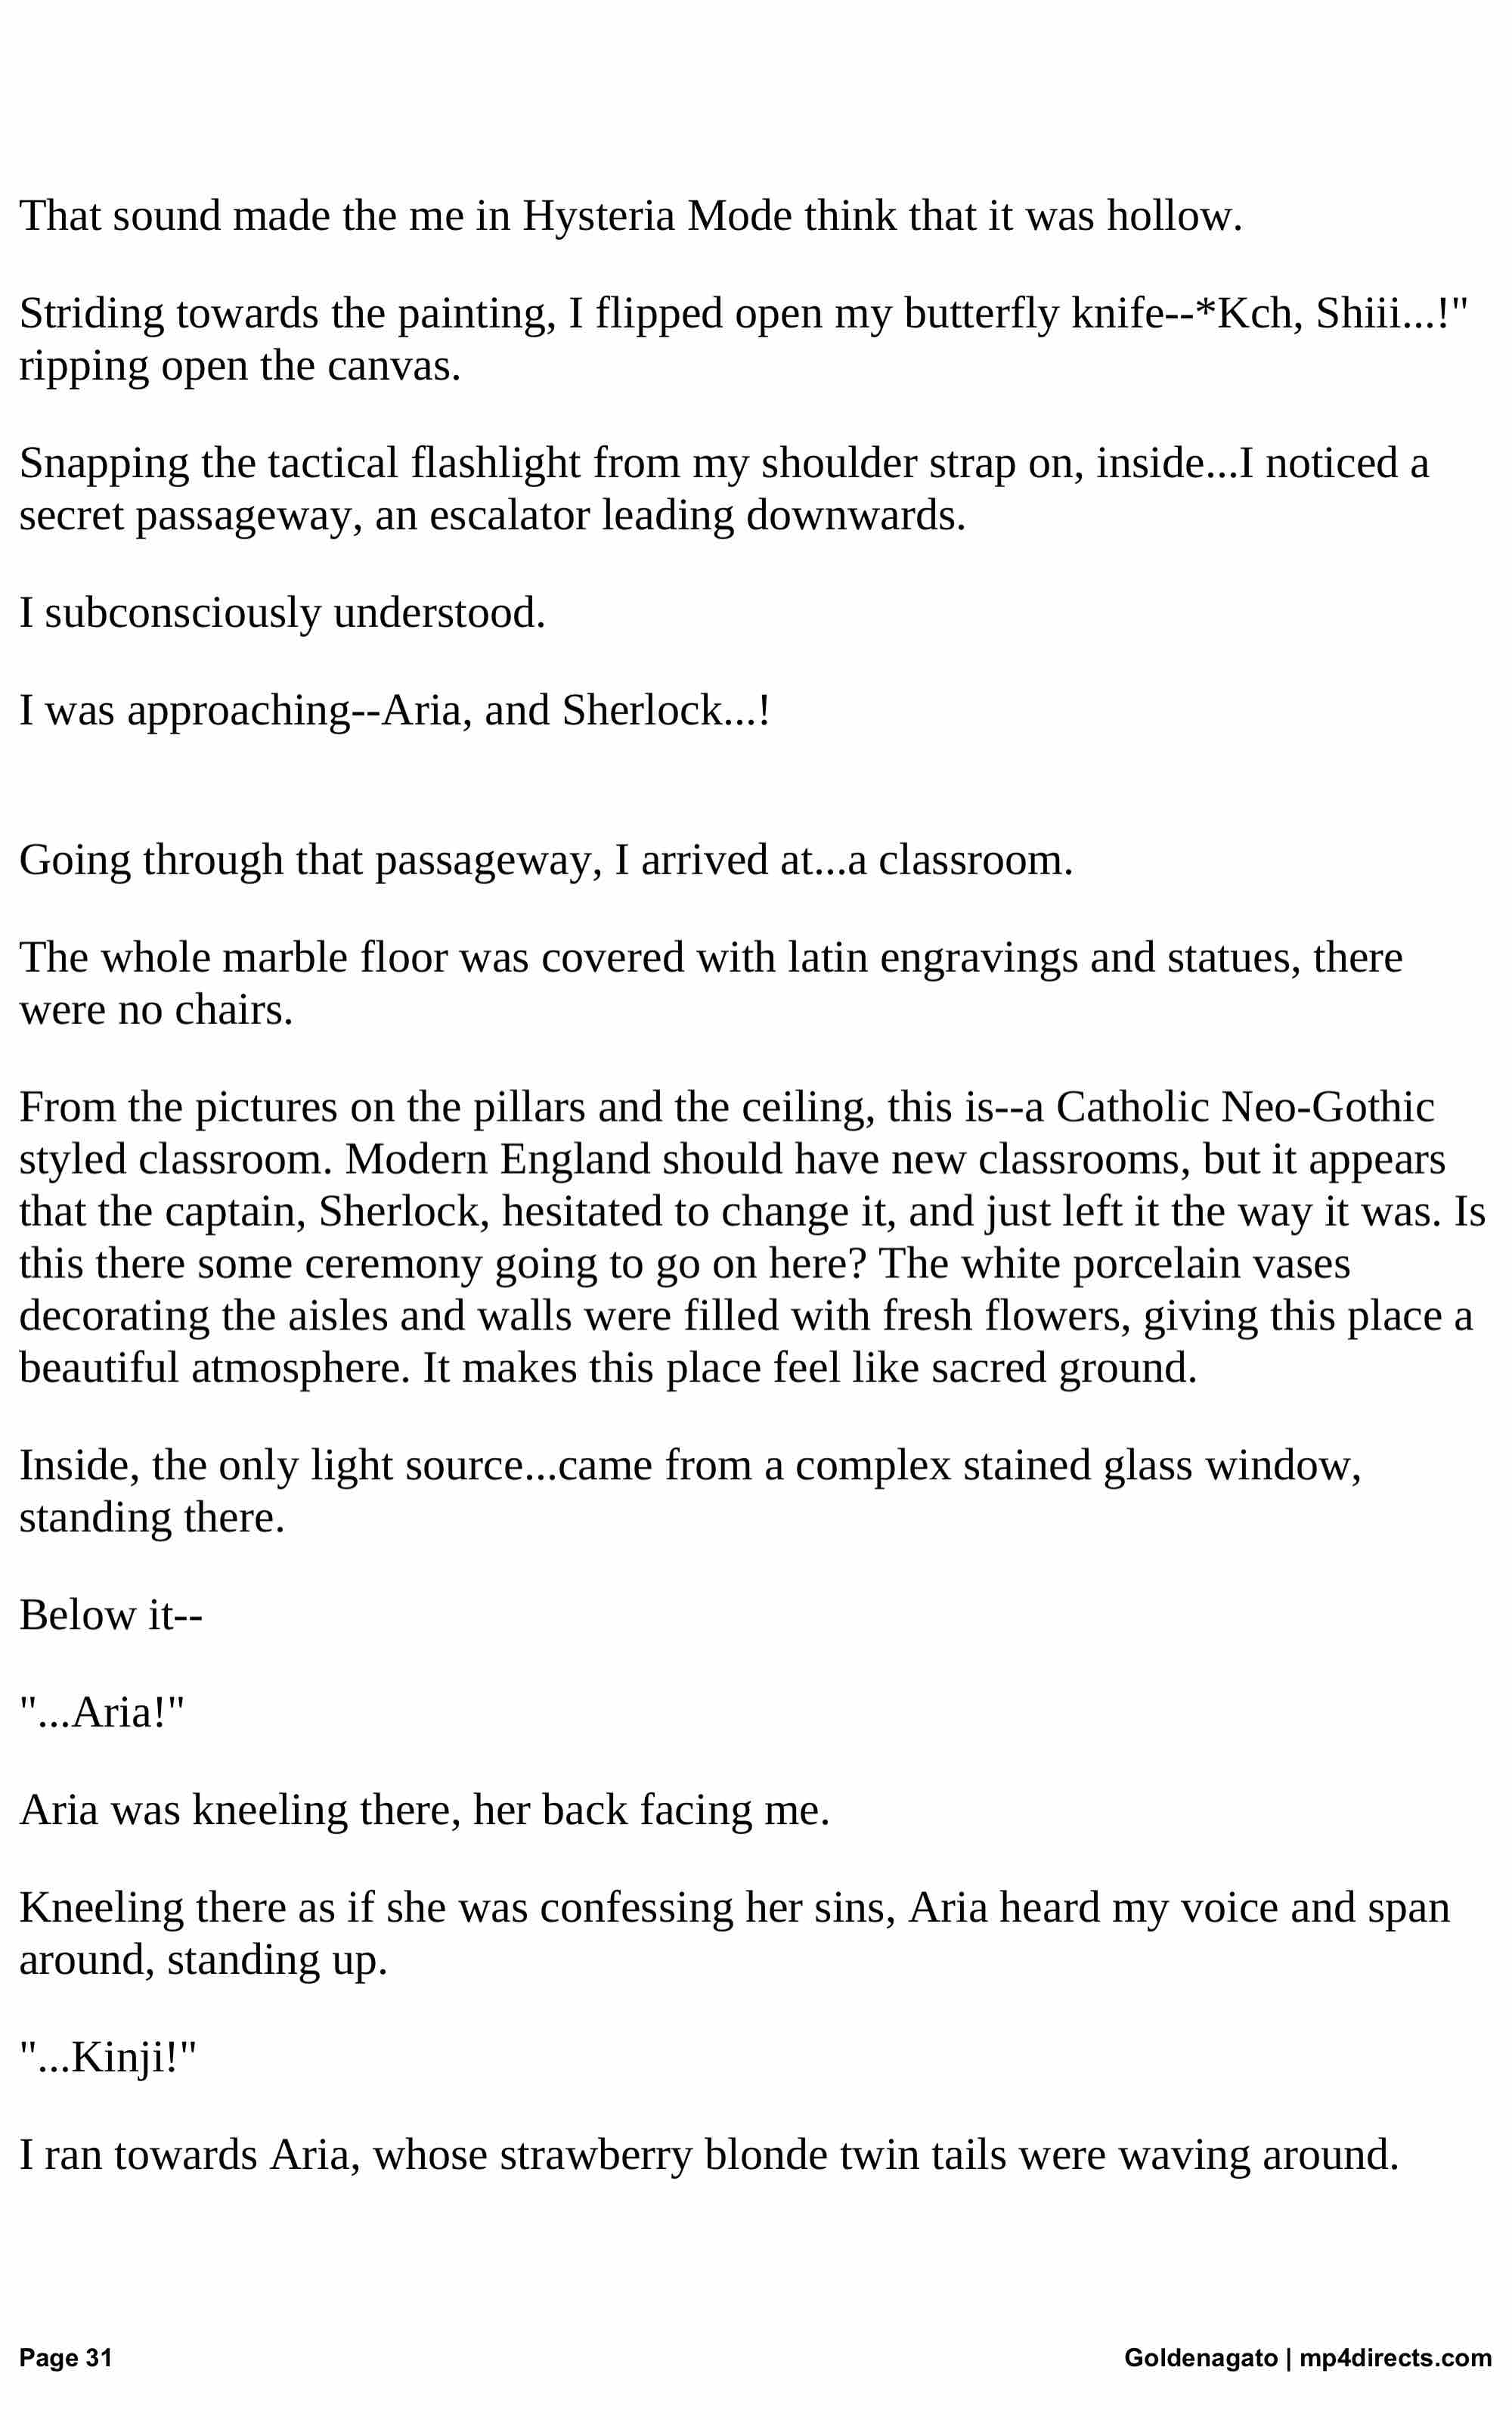 That sound made the me in Hysteria Mode think that it was hollow.
Striding towards the painting, I flipped open my butterfly knife--*Kch, Shiii...!"
ripping open the canvas.
Snapping the tactical flashlight from my shoulder strap on, inside...I noticed a
secret passageway, an escalator leading downwards.
I subconsciously understood.
I was approaching--Aria, and Sherlock...!
Going through that passageway, I arrived at...a classroom.
The whole marble floor was covered with latin engravings and statues, there
were no chairs.
From the pictures on the pillars and the ceiling, this is--a Catholic Neo-Gothic
styled classroom. Modern England should have new classrooms, but it appears
that the captain, Sherlock, hesitated to change it, and just left it the way it was. Is
this there some ceremony going to go on here? The white porcelain vases
decorating the aisles and walls were filled with fresh flowers, giving this place a
beautiful atmosphere. It makes this place feel like sacred ground.
Inside, the only light source...came from a complex stained glass window,
standing there.
Below it--
"...Aria!"
Aria was kneeling there, her back facing me.
Kneeling there as if she was confessing her sins, Aria heard my voice and span
around, standing up.
"...Kinji!"
I ran towards Aria, whose strawberry blonde twin tails were waving around.
Page 31
Goldenagato | mp4directs.com